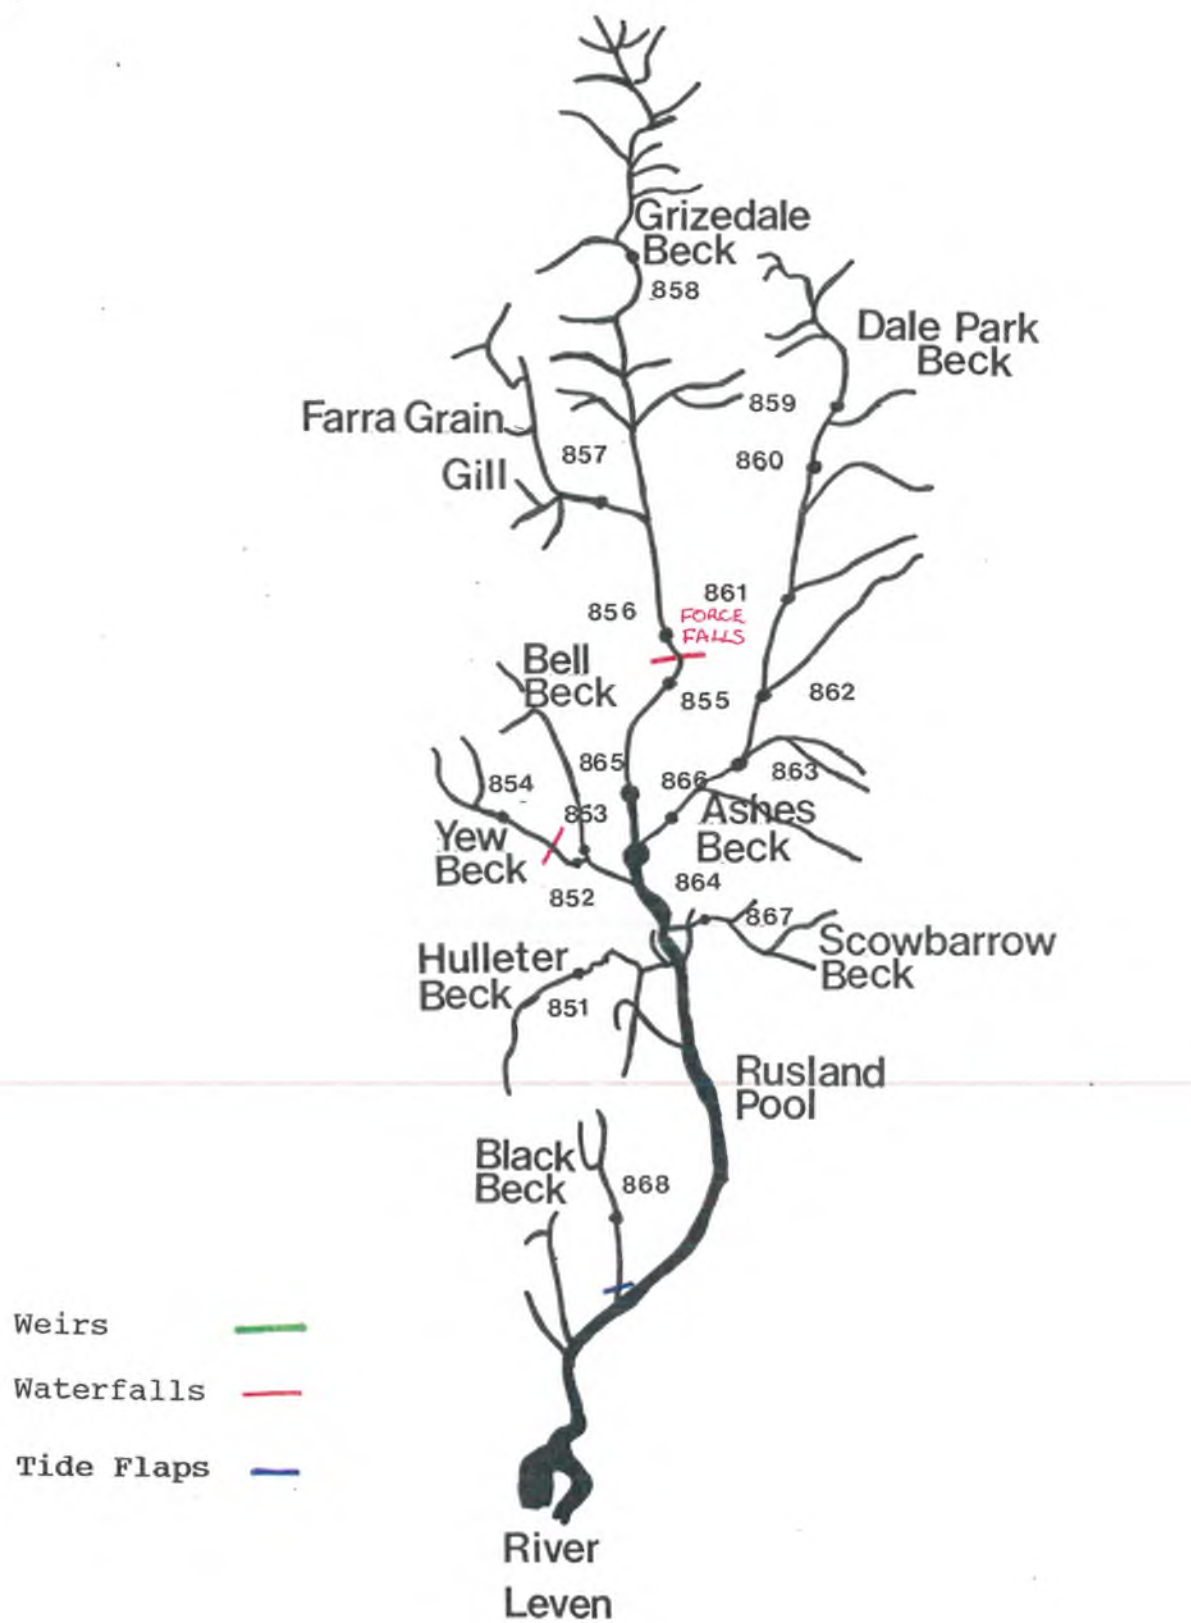 Grizedale
Beck
858
Dale Park
Beck
859
Farra Grain
Gill
857
860
861
856
FORCE
FALLS
Bell
Beck
855
862
865
866
863
854
853
Ashes
Beck
Yew
Beck
864
852
867
Scowbarrow
Beck
Hulleter
Beck
851
Rusland
Pool
Black
Beck
868
Weirs
Waterfalls
Tide Flaps
River
Leven